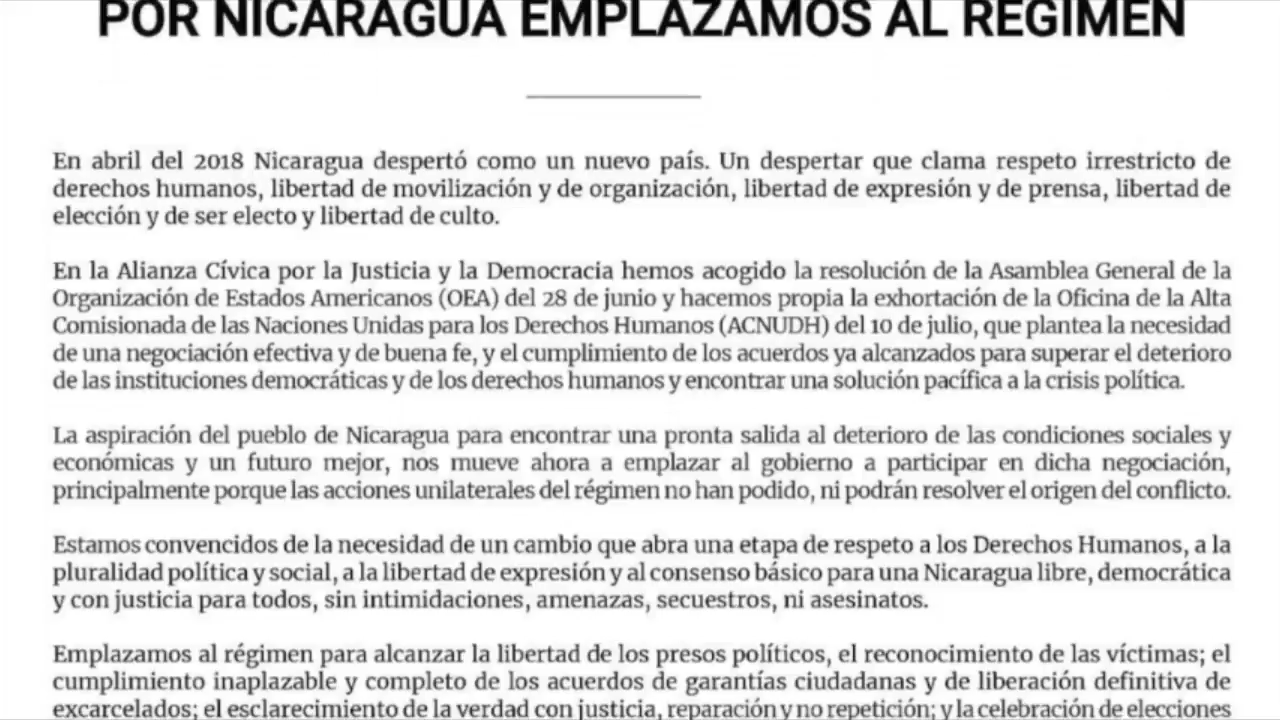 POR NICARAGUA EMPLAZAMOS AL RÉGIMEN
En abril del 2018 Nicaragua despertó como un nuevo país. Un despertar que clama respeto irrestricto de
derechos humanos, libertad de movilización y de organización, libertad de expresión y de prensa, libertad de
elección y de ser electo y libertad de culto.
En la Alianza Cívica por la Justicia y la Democracia hemos acogido la resolución de la Asamblea General de la
Organización de Estados Americanos (OEA) del 28 de junio y hacemos propia la exhortación de la Oficina de la Alta
Comisionada de las Naciones Unidas para los Derechos Humanos (ACNUDH) del 10 de julio, que plantea la necesidad
de una negociación efectiva y de buena fe, y el cumplimiento de los acuerdos ya alcanzados para superar el deterioro
de las instituciones democráticas y de los derechos humanos y encontrar una solución pacífica a la crisis política.
La aspiración del pueblo de Nicaragua para encontrar una pronta salida al deterioro de las condiciones sociales y
económicas y un futuro mejor, nos mueve ahora a emplazar al gobierno a participar en dicha negociación,
principalmente porque las acciones unilaterales del régimen no han podido, ni podrán resolver el origen del conflicto.
Estamos convencidos de la necesidad de un cambio que abra una etapa de respeto a los Derechos Humanos, a la
pluralidad política y social, a la libertad de expresión y al consenso básico para una Nicaragua libre, democrática
y con justicia para todos, sin intimidaciones, amenazas, secuestros, ni asesinatos.
Emplazamos al régimen para alcanzar la libertad de los presos políticos, el reconocimiento de las víctimas; el
cumplimiento inaplazable y completo de los acuerdos de garantías ciudadanas y de liberación definitiva de
excarcelados; el esclarecimiento de la verdad con justicia, reparación y no repetición; y la celebración de elecciones